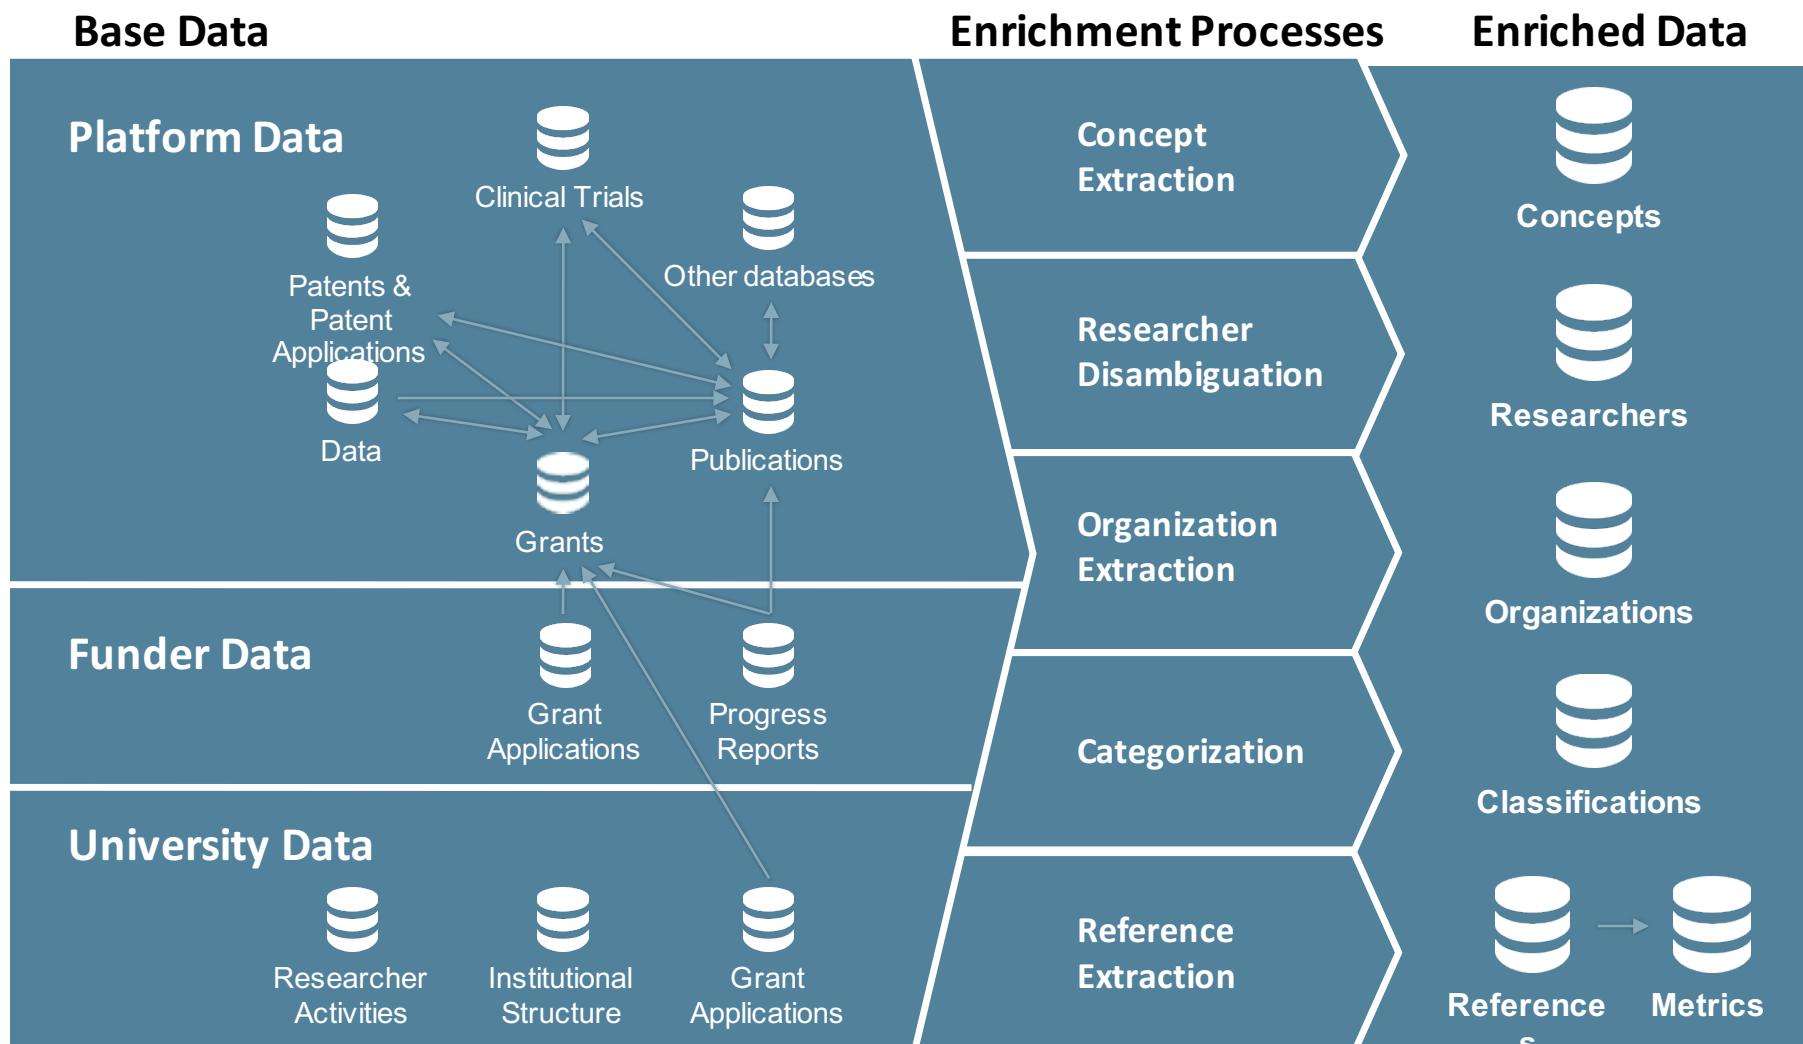 Base Data
Enrichment Processes
Enriched Data
Platform Data
Clinical Trials
Patents &
Patent
Applications
Other databases
Data
Publications
Grants
Funder Data
Grant
Applications
Progress
Reports
University Data
Researcher
Activities
Institutional
Structure
Grant
Applications
Concept
Extraction
Researcher
Disambiguation
Organization
Extraction
Categorization
Reference
Extraction
Concepts
Researchers
Organizations
Classifications
Reference
s
Metrics